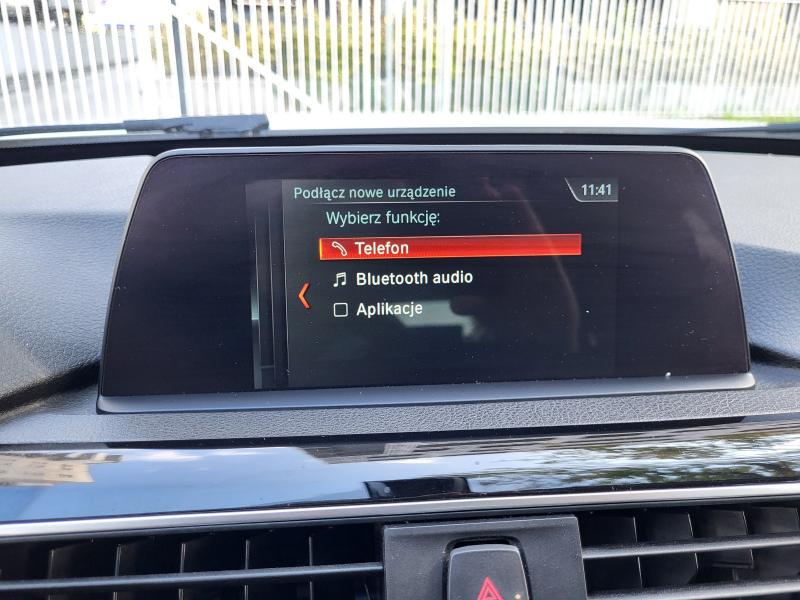 Podłącz nowe urządzenie
11:41
Wybierz funkcję:
Telefon
Bluetooth audio
Aplikacje